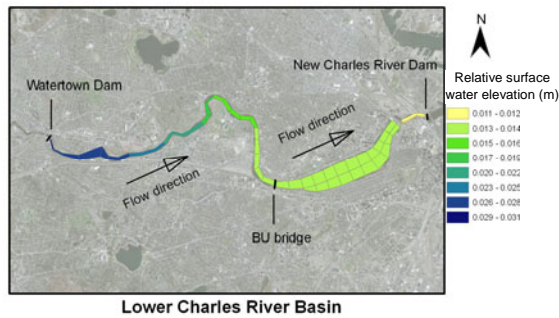 N
New Charles River Dam
Watertown Dam
Relative surface
water elevation (m)
0.011 - 0.012
0.013 - 0.014
0.015 - 0.016
0.017 - 0.019
0.020 - 0.022
0.023 - 0.025
0.026 - 0.028
0.029 - 0.031
Flow direction
Flow direction
BU bridge
Lower Charles River Basin